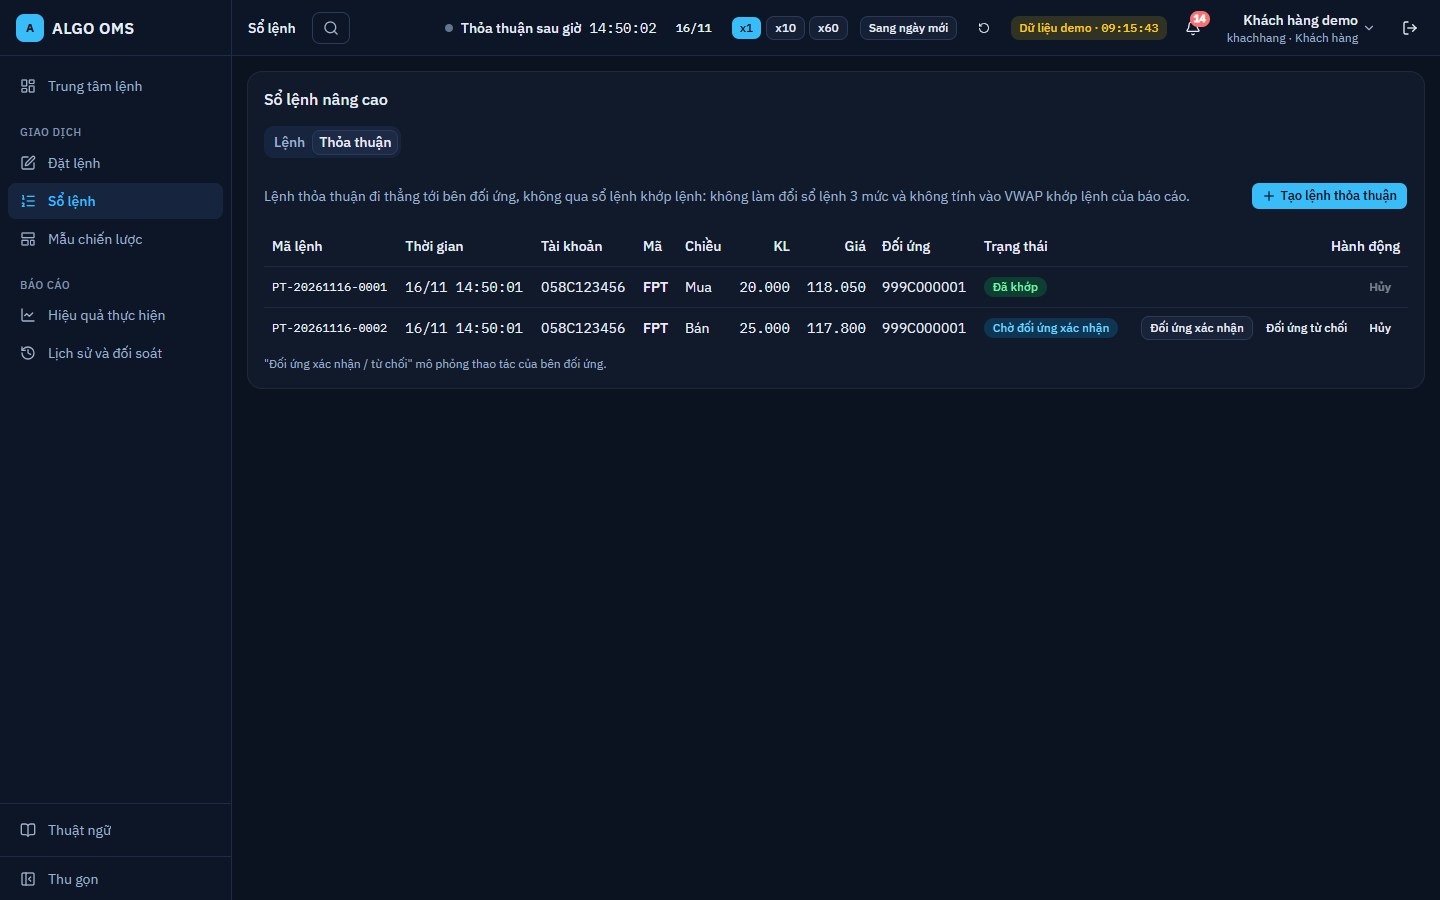 A ALGO OMS
Sổ lệnh
Thỏa thuận sau giờ 14:50:02 16/11 x1 x10 x60 Sang ngày mới Dữ liệu demo · 09:15:43 14
Khách hàng demo
khachhang · Khách hàng
Trung tâm lệnh
GIAO DỊCH
Đặt lệnh
Sổ lệnh
Mẫu chiến lược
BÁO CÁO
Hiệu quả thực hiện
Lịch sử và đối soát
Thuật ngữ
Thu gọn
Sổ lệnh nâng cao
Lệnh Thỏa thuận
Lệnh thỏa thuận đi thẳng tới bên đối ứng, không qua sổ lệnh khớp lệnh: không làm đổi sổ lệnh 3 mức và không tính vào VWAP khớp lệnh của báo cáo.
Tạo lệnh thỏa thuận
Mã lệnh Thời gian Tài khoản Mã Chiều KL Giá Đối ứng Trạng thái Hành động
PT-20261116-0001 16/11 14:50:01 058C123456 FPT Mua 20.000 118.050 999C000001 Đã khớp Hủy
PT-20261116-0002 16/11 14:50:01 058C123456 FPT Bán 25.000 117.800 999C000001 Chờ đối ứng xác nhận Đối ứng xác nhận Đối ứng từ chối Hủy
"Đối ứng xác nhận / từ chối" mô phỏng thao tác của bên đối ứng.